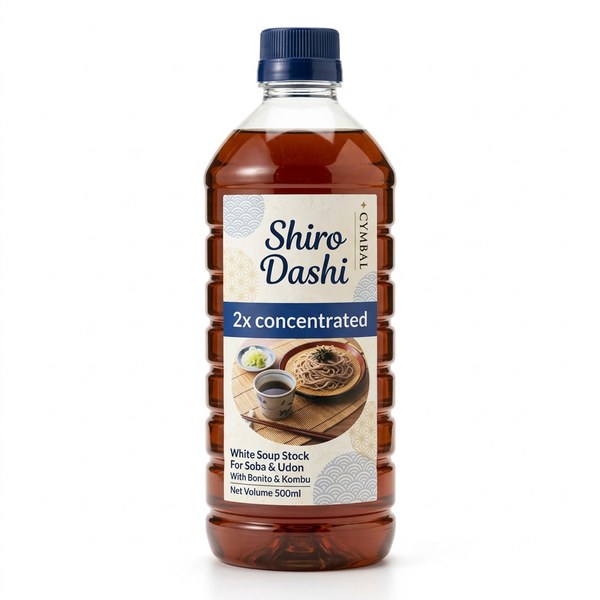 CYMBAL
Shiro
Dashi
2x concentrated
White Soup Stock
For Soba & Udon
With Bonito & Kombu
Net Volume 500ml